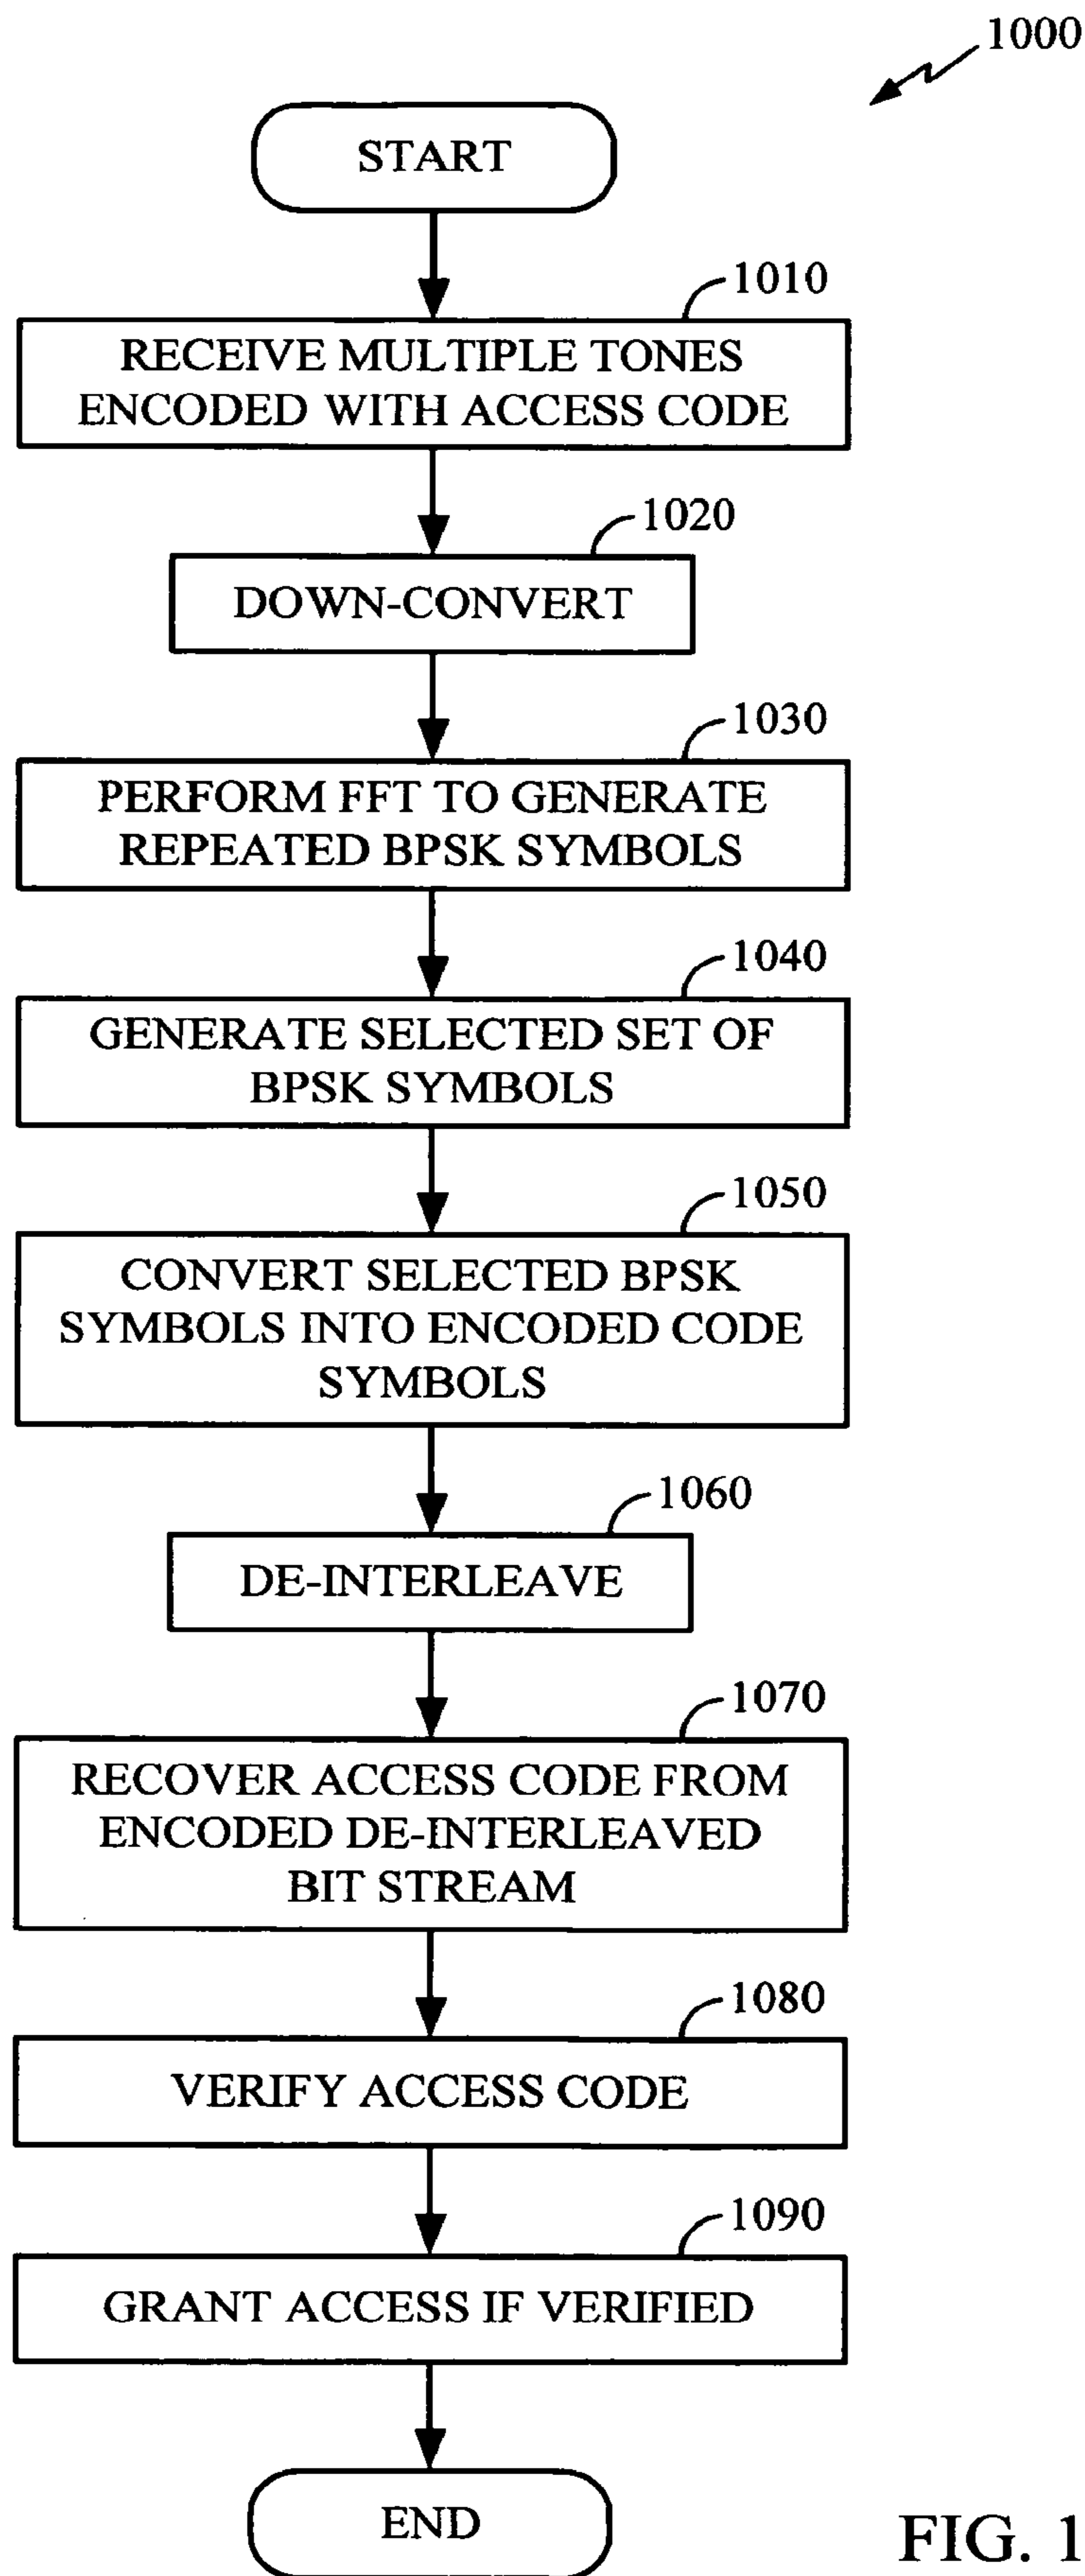 1000
START
1010
RECEIVE MULTIPLE TONES
ENCODED WITH ACCESS CODE
1020
DOWN-CONVERT
1030
PERFORM FFT TO GENERATE
REPEATED BPSK SYMBOLS
1040
GENERATE SELECTED SET OF
BPSK SYMBOLS
1050
CONVERT SELECTED BPSK
SYMBOLS INTO ENCODED CODE
SYMBOLS
1060
DE-INTERLEAVE
1070
RECOVER ACCESS CODE FROM
ENCODED DE-INTERLEAVED
BIT STREAM
1080
VERIFY ACCESS CODE
1090
GRANT ACCESS IF VERIFIED
END
FIG. 1